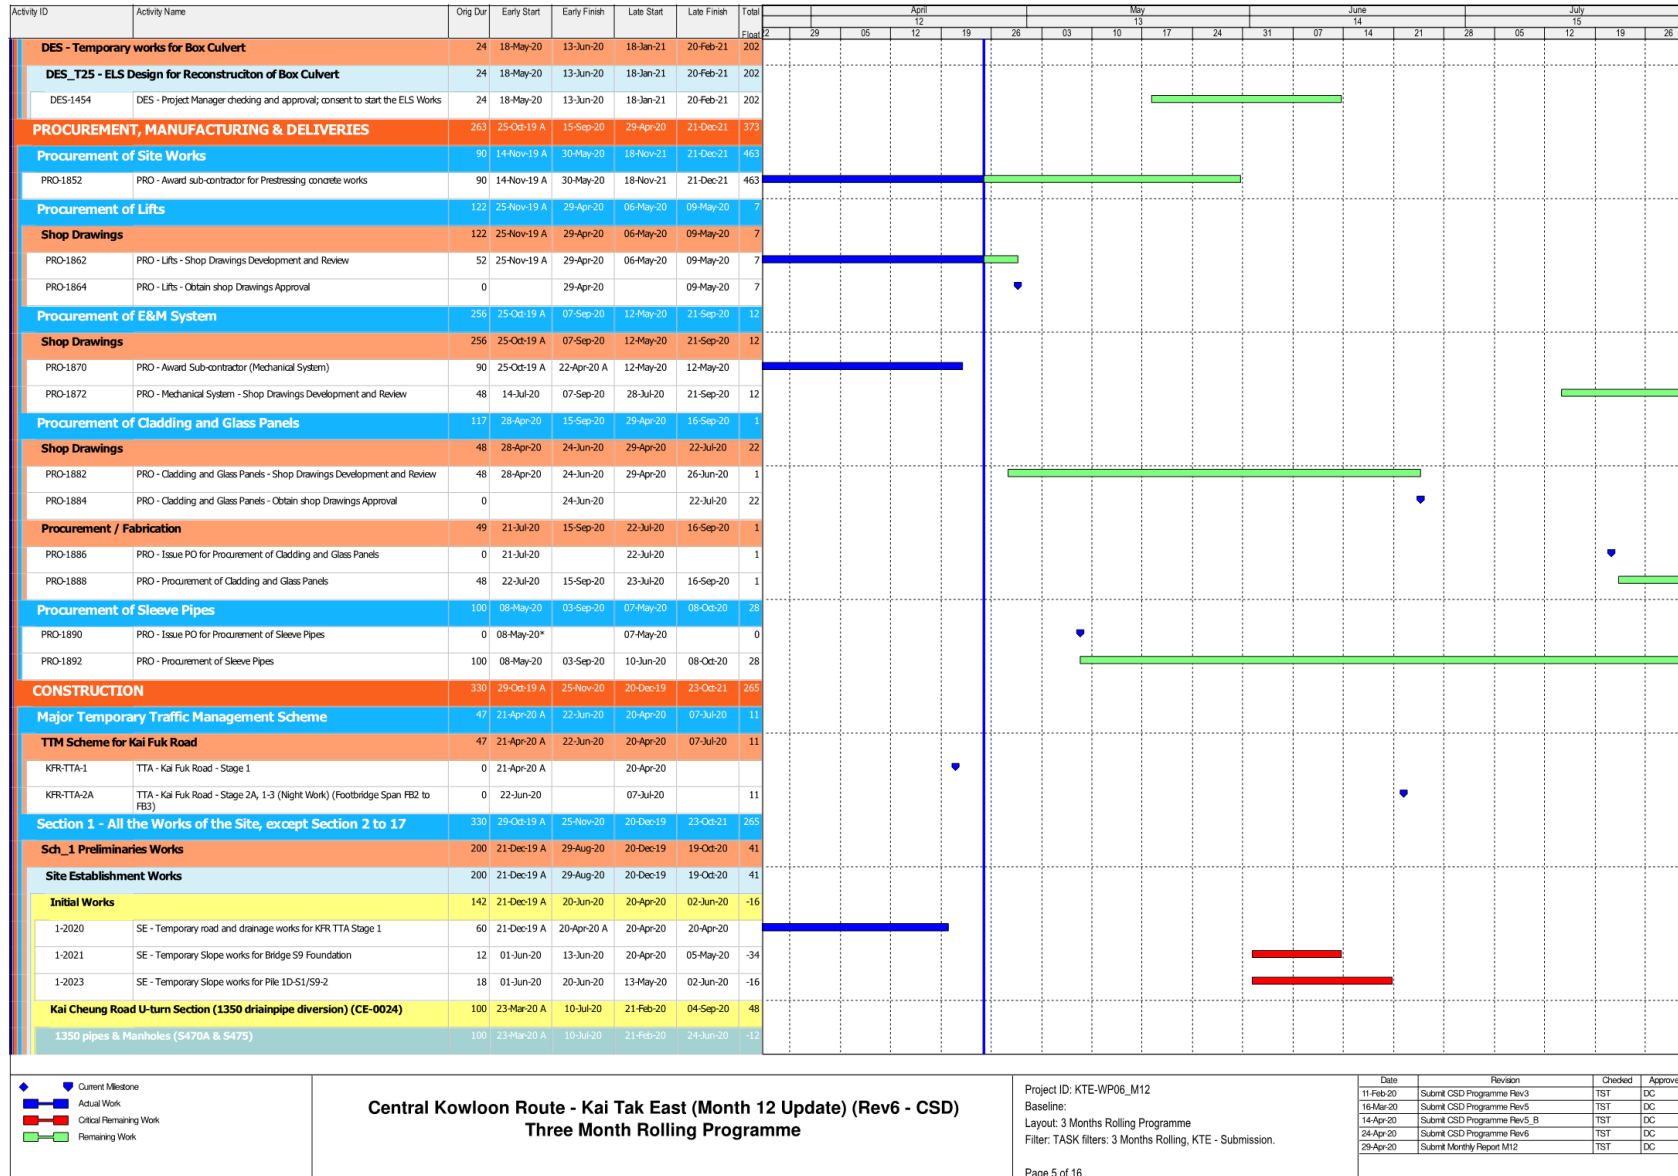 Activity ID Activity Name Orig Dur Early Start Early Finish Late Start Late Finish Total Float
April May June July
12 13 14 15
22 29 05 12 19 26 03 10 17 24 31 07 14 21 28 05 12 19 26
DES - Temporary works for Box Culvert 24 18-May-20 13-Jun-20 18-Jan-21 20-Feb-21 202
DES_T25 - ELS Design for Reconstruciton of Box Culvert 24 18-May-20 13-Jun-20 18-Jan-21 20-Feb-21 202
DES-1454 DES - Project Manager checking and approval; consent to start the ELS Works 24 18-May-20 13-Jun-20 18-Jan-21 20-Feb-21 202
PROCUREMENT, MANUFACTURING & DELIVERIES 263 25-Oct-19 A 15-Sep-20 29-Apr-20 21-Dec-21 373
Procurement of Site Works 90 14-Nov-19 A 30-May-20 18-Nov-21 21-Dec-21 463
PRO-1852 PRO - Award sub-contractor for Prestressing concrete works 90 14-Nov-19 A 30-May-20 18-Nov-21 21-Dec-21 463
Procurement of Lifts 122 25-Nov-19 A 29-Apr-20 06-May-20 09-May-20 7
Shop Drawings 122 25-Nov-19 A 29-Apr-20 06-May-20 09-May-20 7
PRO-1862 PRO - Lifts - Shop Drawings Development and Review 52 25-Nov-19 A 29-Apr-20 06-May-20 09-May-20 7
PRO-1864 PRO - Lifts - Obtain shop Drawings Approval 0 29-Apr-20 09-May-20 7
Procurement of E&M System 256 25-Oct-19 A 07-Sep-20 12-May-20 21-Sep-20 12
Shop Drawings 256 25-Oct-19 A 07-Sep-20 12-May-20 21-Sep-20 12
PRO-1870 PRO - Award Sub-contractor (Mechanical System) 90 25-Oct-19 A 22-Apr-20 A 12-May-20 12-May-20
PRO-1872 PRO - Mechanical System - Shop Drawings Development and Review 48 14-Jul-20 07-Sep-20 28-Jul-20 21-Sep-20 12
Procurement of Cladding and Glass Panels 117 28-Apr-20 15-Sep-20 29-Apr-20 16-Sep-20 1
Shop Drawings 48 28-Apr-20 24-Jun-20 29-Apr-20 22-Jul-20 22
PRO-1882 PRO - Cladding and Glass Panels - Shop Drawings Development and Review 48 28-Apr-20 24-Jun-20 29-Apr-20 26-Jun-20 1
PRO-1884 PRO - Cladding and Glass Panels - Obtain shop Drawings Approval 0 24-Jun-20 22-Jul-20 22
Procurement / Fabrication 49 21-Jul-20 15-Sep-20 22-Jul-20 16-Sep-20 1
PRO-1886 PRO - Issue PO for Procurement of Cladding and Glass Panels 0 21-Jul-20 22-Jul-20 1
PRO-1888 PRO - Procurement of Cladding and Glass Panels 48 22-Jul-20 15-Sep-20 23-Jul-20 16-Sep-20 1
Procurement of Sleeve Pipes 100 08-May-20 03-Sep-20 07-May-20 08-Oct-20 28
PRO-1890 PRO - Issue PO for Procurement of Sleeve Pipes 0 08-May-20* 07-May-20 0
PRO-1892 PRO - Procurement of Sleeve Pipes 100 08-May-20 03-Sep-20 10-Jun-20 08-Oct-20 28
CONSTRUCTION 330 29-Oct-19 A 25-Nov-20 20-Dec-19 23-Oct-21 265
Major Temporary Traffic Management Scheme 47 21-Apr-20 A 22-Jun-20 20-Apr-20 07-Jul-20 11
TTM Scheme for Kai Fuk Road 47 21-Apr-20 A 22-Jun-20 20-Apr-20 07-Jul-20 11
KFR-TTA-1 TTA - Kai Fuk Road - Stage 1 0 21-Apr-20 A 20-Apr-20
KFR-TTA-2A TTA - Kai Fuk Road - Stage 2A, 1-3 (Night Work) (Footbridge Span FB2 to 0 22-Jun-20 07-Jul-20 11
FB3)
Section 1 - All the Works of the Site, except Section 2 to 17 330 29-Oct-19 A 25-Nov-20 20-Dec-19 23-Oct-21 265
Sch_1 Preliminaries Works 200 21-Dec-19 A 29-Aug-20 20-Dec-19 19-Oct-20 41
Site Establishment Works 200 21-Dec-19 A 29-Aug-20 20-Dec-19 19-Oct-20 41
Initial Works 142 21-Dec-19 A 20-Jun-20 20-Apr-20 02-Jun-20 -16
1-2020 SE - Temporary road and drainage works for KFR TTA Stage 1 60 21-Dec-19 A 20-Apr-20 A 20-Apr-20 20-Apr-20
1-2021 SE - Temporary Slope works for Bridge S9 Foundation 12 01-Jun-20 13-Jun-20 20-Apr-20 05-May-20 -34
1-2023 SE - Temporary Slope works for Pile 1D-S1/S9-2 18 01-Jun-20 20-Jun-20 13-May-20 02-Jun-20 -16
Kai Cheung Road U-turn Section (1350 driainpipe diversion) (CE-0024) 100 23-Mar-20 A 10-Jul-20 21-Feb-20 04-Sep-20 48
1350 pipes & Manholes (S470A & S475) 100 23-Mar-20 A 10-Jul-20 21-Feb-20 24-Jun-20 -12
Current Milestone
Actual Work
Critical Remaining Work
Remaining Work
Central Kowloon Route - Kai Tak East (Month 12 Update) (Rev6 - CSD)
Three Month Rolling Programme
Project ID: KTE-WP06_M12
Baseline:
Layout: 3 Months Rolling Programme
Filter: TASK filters: 3 Months Rolling, KTE - Submission.
Page 5 of 16
Date Revision Checked Approve
11-Feb-20 Submit CSD Programme Rev3 TST DC
16-Mar-20 Submit CSD Programme Rev5 TST DC
14-Apr-20 Submit CSD Programme Rev5_B TST DC
24-Apr-20 Submit CSD Programme Rev6 TST DC
29-Apr-20 Submit Monthly Report M12 TST DC